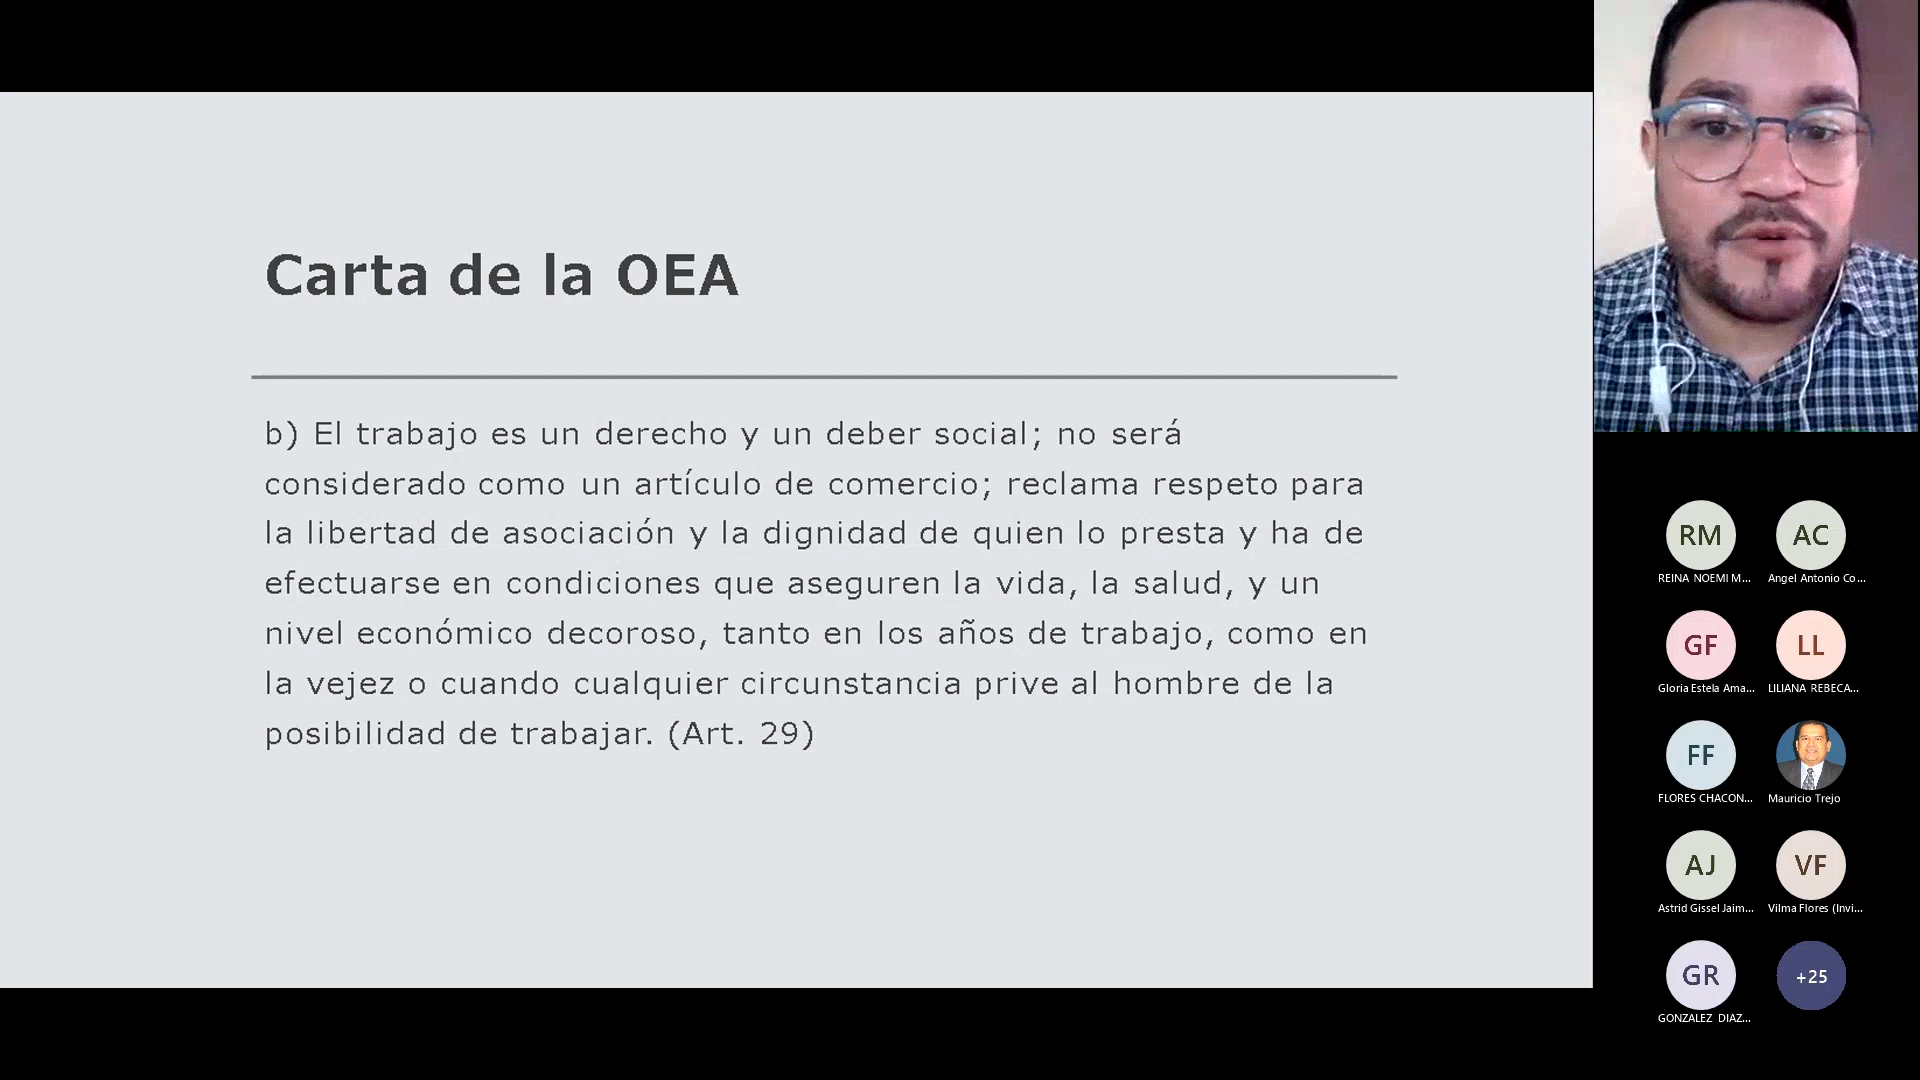 Carta de la OEA
b) El trabajo es un derecho y un deber social; no será
considerado como un artículo de comercio; reclama respeto para
la libertad de asociación y la dignidad de quien lo presta y ha de
efectuarse en condiciones que aseguren la vida, la salud, y un
nivel económico decoroso, tanto en los años de trabajo, como en
la vejez o cuando cualquier circunstancia prive al hombre de la
posibilidad de trabajar. (Art. 29)
RM
REINA NOEMI M...
AC
Angel Antonio Co...
GF
Gloria Estela Ama...
LL
LILIANA REBECA...
FF
FLORES CHACON...
Mauricio Trejo
AJ
Astrid Gissel Jaim...
VF
Vilma Flores (Invi...
GR
GONZALEZ DIAZ...
+25